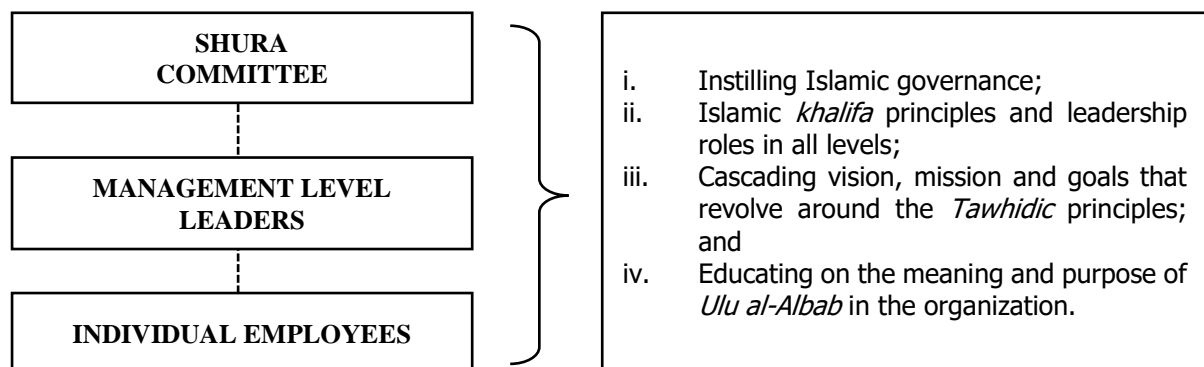 SHURA
COMMITTEE
MANAGEMENT LEVEL
LEADERS
INDIVIDUAL EMPLOYEES
i. Instilling Islamic governance;
ii. Islamic khalifa principles and leadership
roles in all levels;
iii. Cascading vision, mission and goals that
revolve around the Tawhidic principles;
and
iv. Educating on the meaning and purpose of
Ulu al-Albab in the organization.